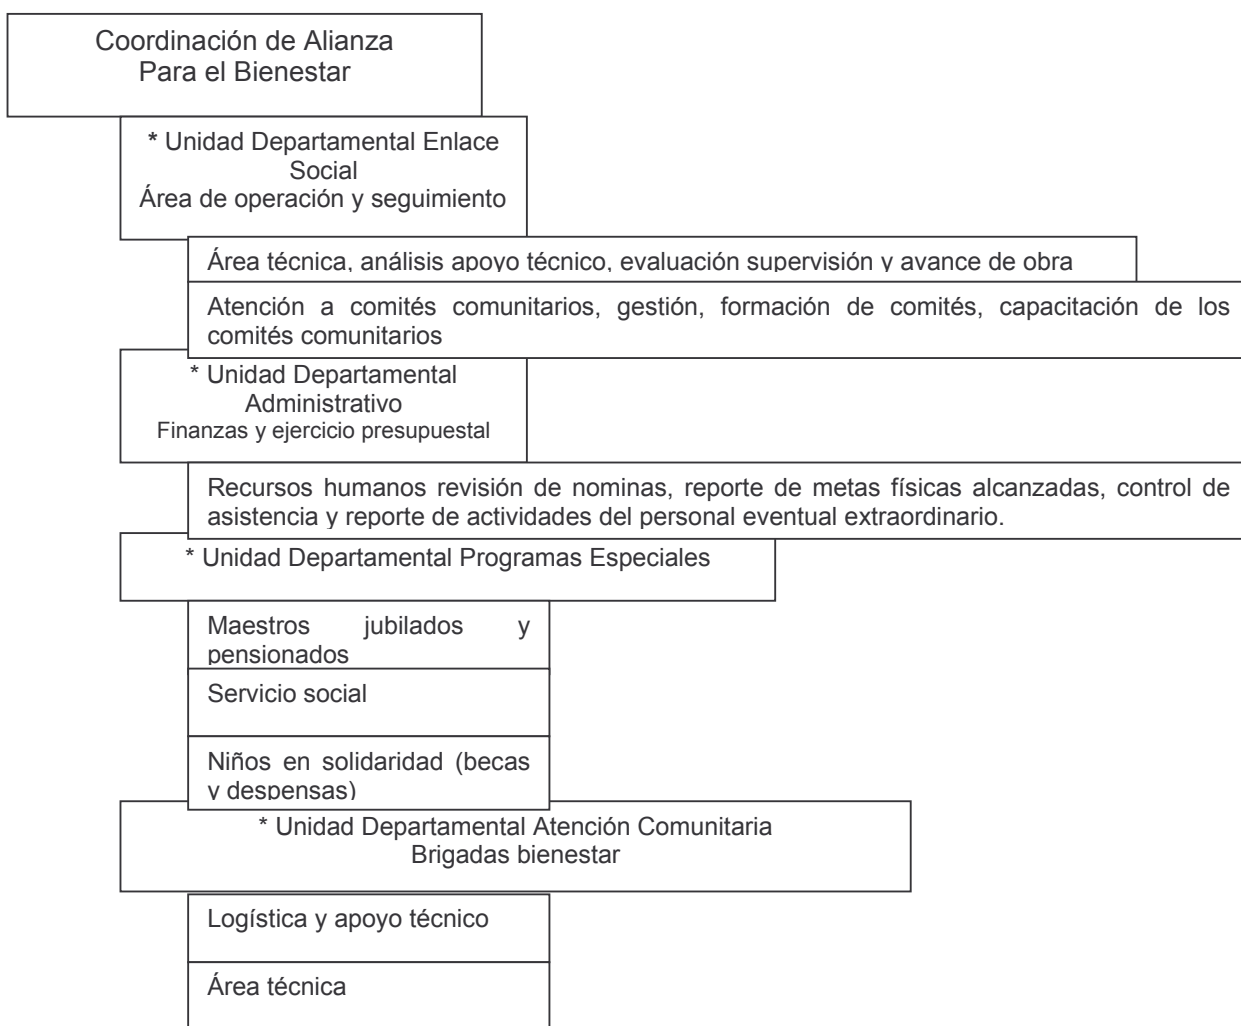 Coordinación de Alianza
Para el Bienestar
* Unidad Departamental Enlace
Social
Área de operación y seguimiento
Área técnica, análisis apoyo técnico, evaluación supervisión y avance de obra
Atención a comités comunitarios, gestión, formación de comités, capacitación de los
comités comunitarios
* Unidad Departamental
Administrativo
Finanzas y ejercicio presupuestal
Recursos humanos revisión de nominas, reporte de metas físicas alcanzadas, control de
asistencia y reporte de actividades del personal eventual extraordinario.
* Unidad Departamental Programas Especiales
Maestros jubilados y
pensionados
Servicio social
Niños en solidaridad (becas
y despensas)
* Unidad Departamental Atención Comunitaria
Brigadas bienestar
Logística y apoyo técnico
Área técnica